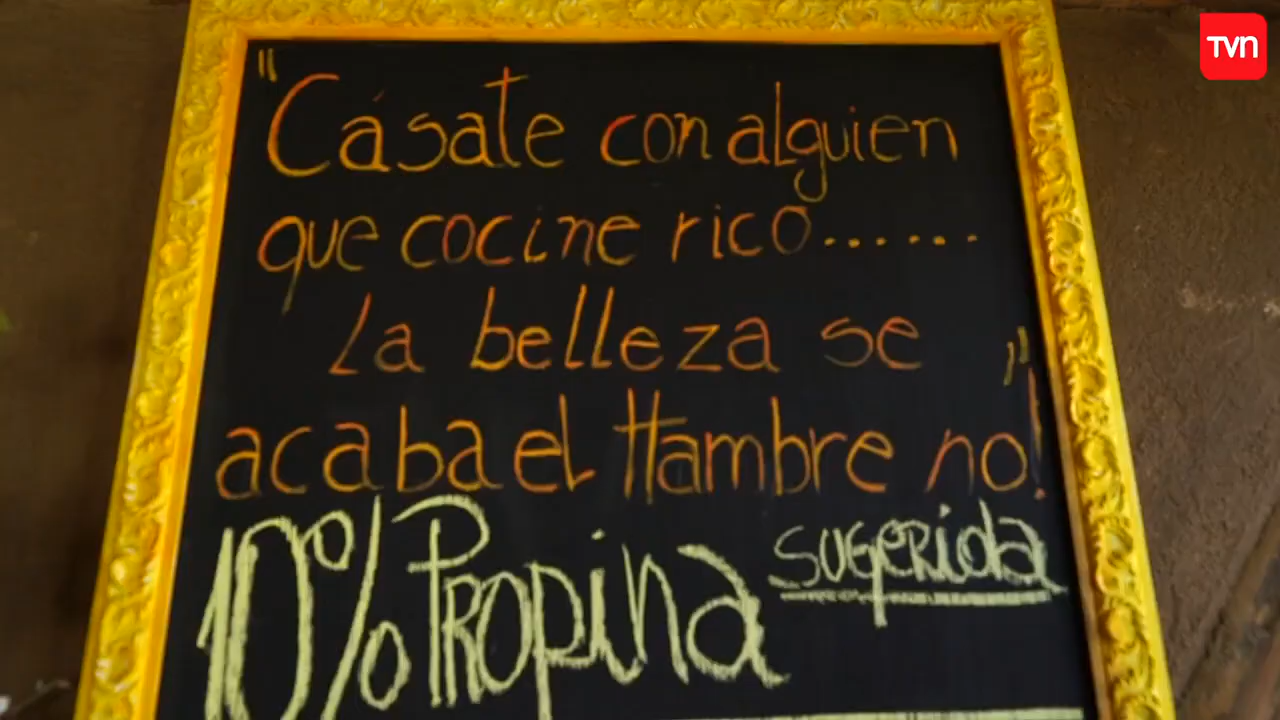 "Cásate con alguien
que cocine rico.......
La belleza se
acaba el Hambre no!"
10% Propina sugerida
TVN